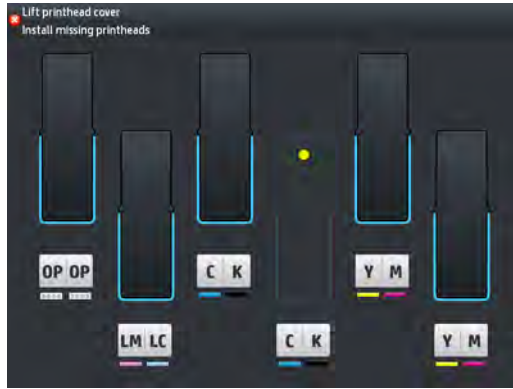 Lift printhead cover
Install missing printheads
OP OP
C K
Y M
LM LC
C K
Y M